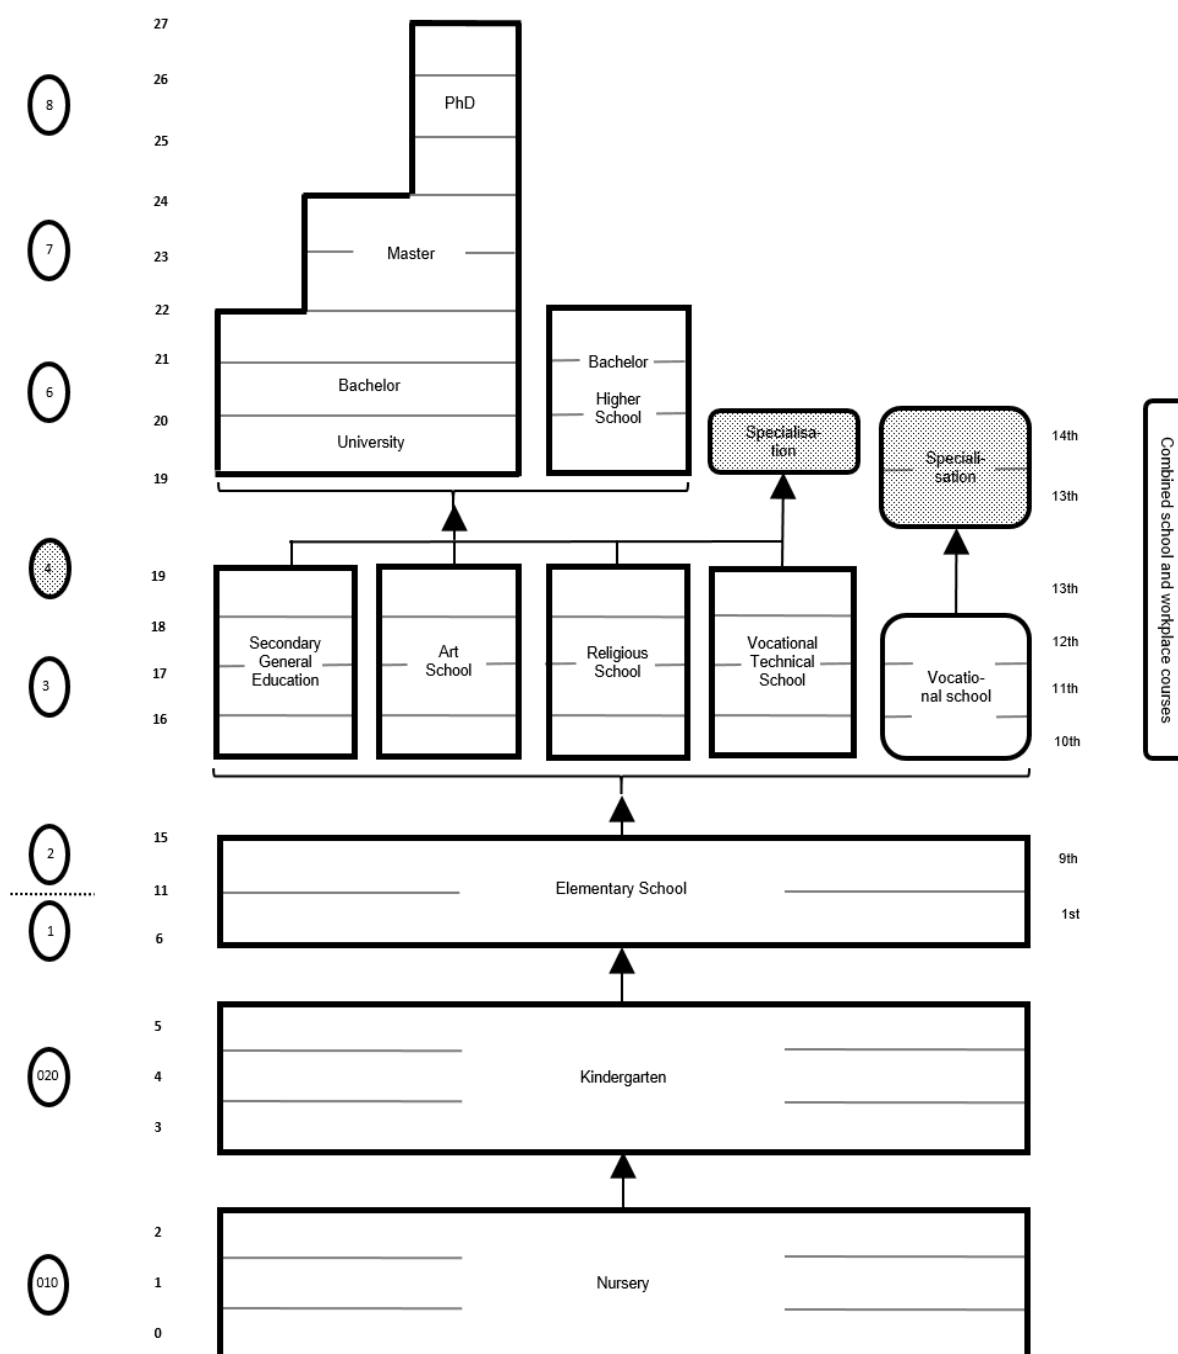 27
26
8
PhD
25
24
7
23
Master
22
21
Bachelor
6
Bachelor
Higher
School
20
University
19
Specialisa-
tion
Speciali-
sation
14th
13th
4
19
13th
18
Secondary
General
Education
Art
School
Religious
School
Vocational
Technical
School
12th
17
3
Vocatio-
nal school
11th
16
10th
Combined school and workplace courses
15
2
9th
11
Elementary School
1
1st
6
5
020
4
Kindergarten
3
2
010
1
Nursery
0